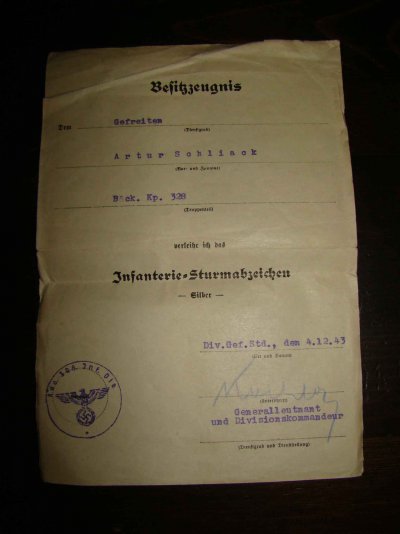 Besitzzeugnis
Dem
Gefreiten
(Dienstgrad)
Artur Schliack
(Vor- und Zuname)
Bäck. Kp. 328
(Truppenteil)
verleihe ich das
Infanterie-Sturmabzeichen
— Silber —
Div.Gef.Std., den 4.12.43
(Ort und Datum)
(Unterschrift)
Generalleutnant
und Divisionskommandeur
(Dienstgrad und Dienststellung)